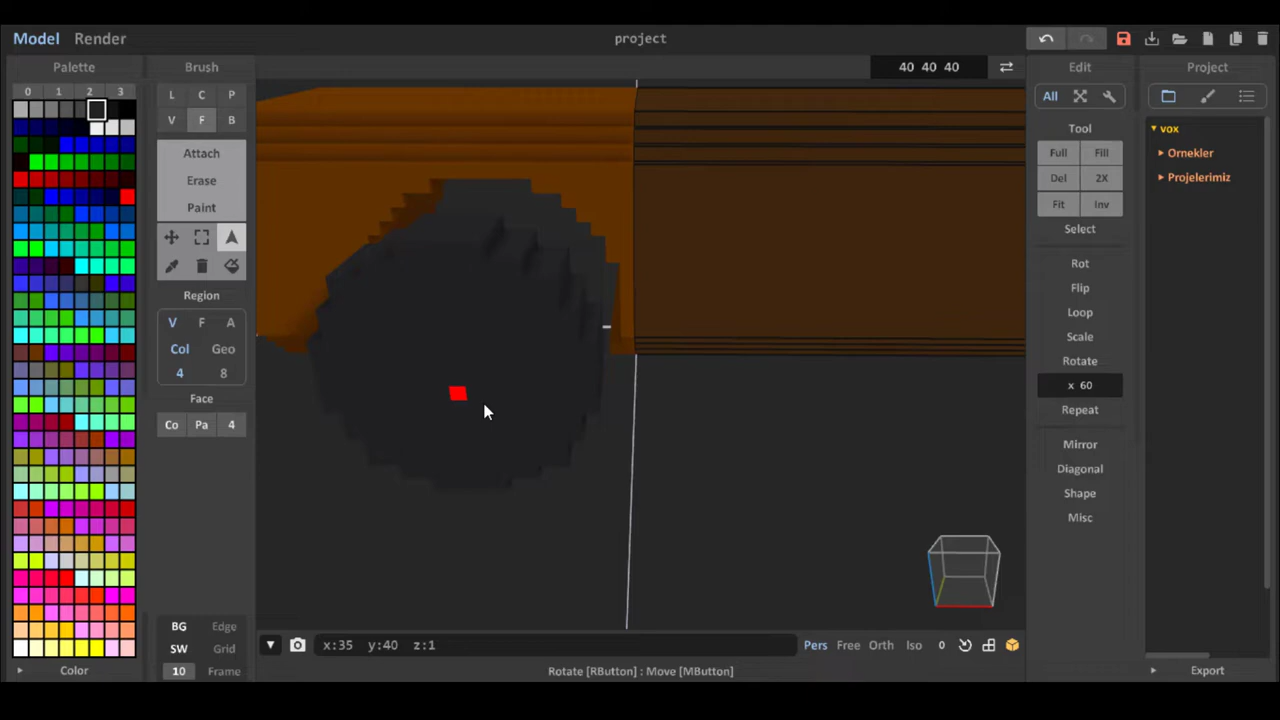 Model Render project
Palette Brush 40 40 40 Edit Project
0 1 2 3 L C P All
V F B
Tool vox
Attach Full Fill Ornekler
Erase Del 2X Projelerimiz
Paint Fit Inv
Select
Rot
Region Flip
V F A Loop
Col Geo Scale
4 8 Rotate
Face x 60
Co Pa 4 Repeat
Mirror
Diagonal
Shape
Misc
BG Edge
SW Grid x:35 y:40 z:1 Pers Free Orth Iso 0
Color 10 Frame Rotate [RButton] : Move [MButton] Export